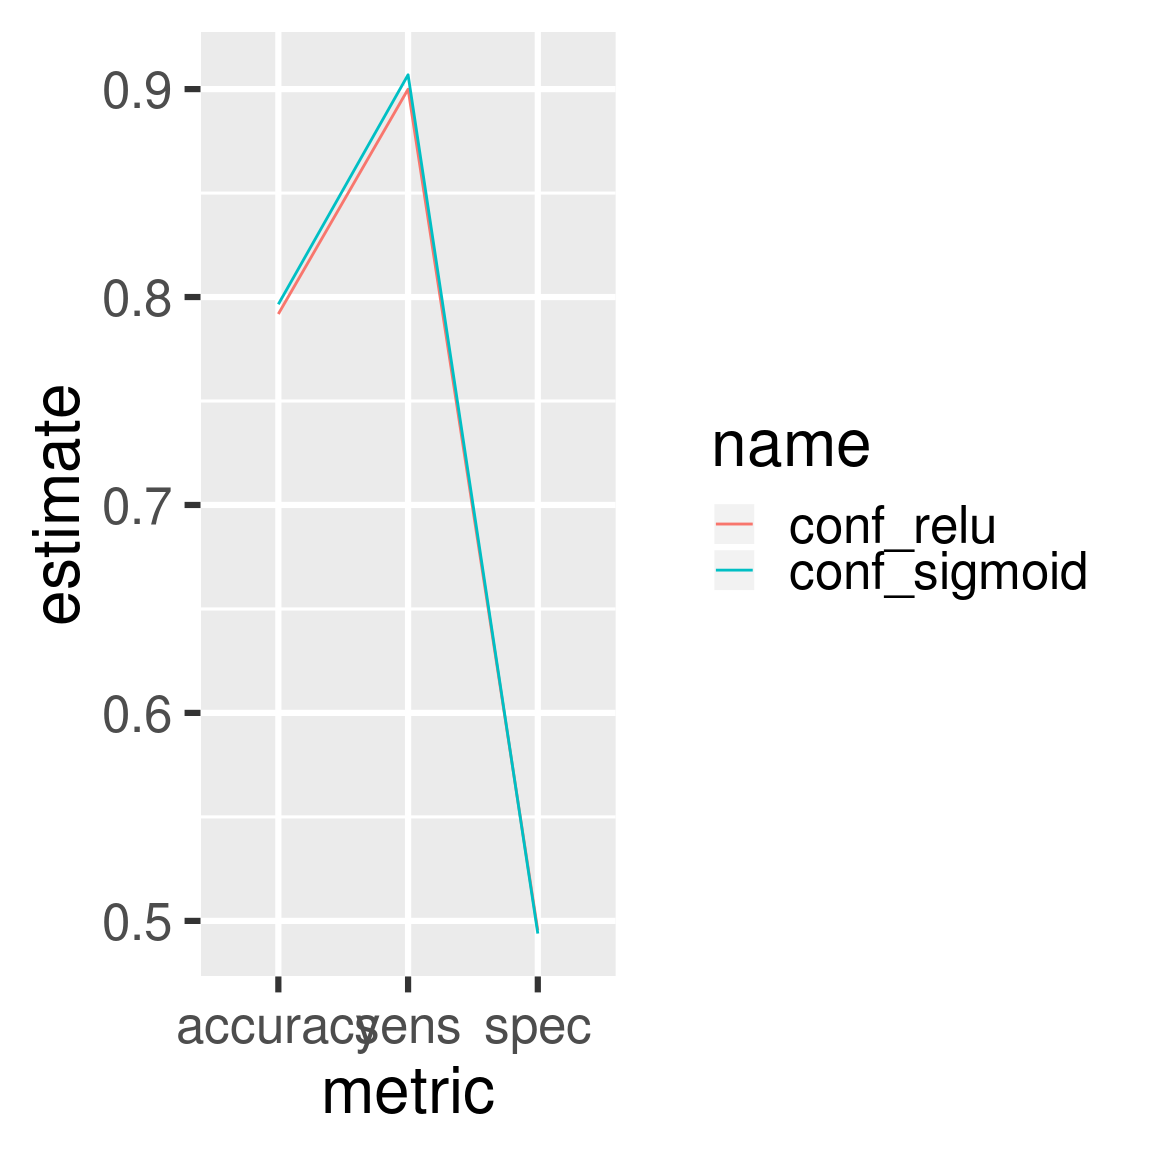 estimate
0.9
0.8
0.7
0.6
0.5
accuracy sens spec
metric
name
conf_relu
conf_sigmoid